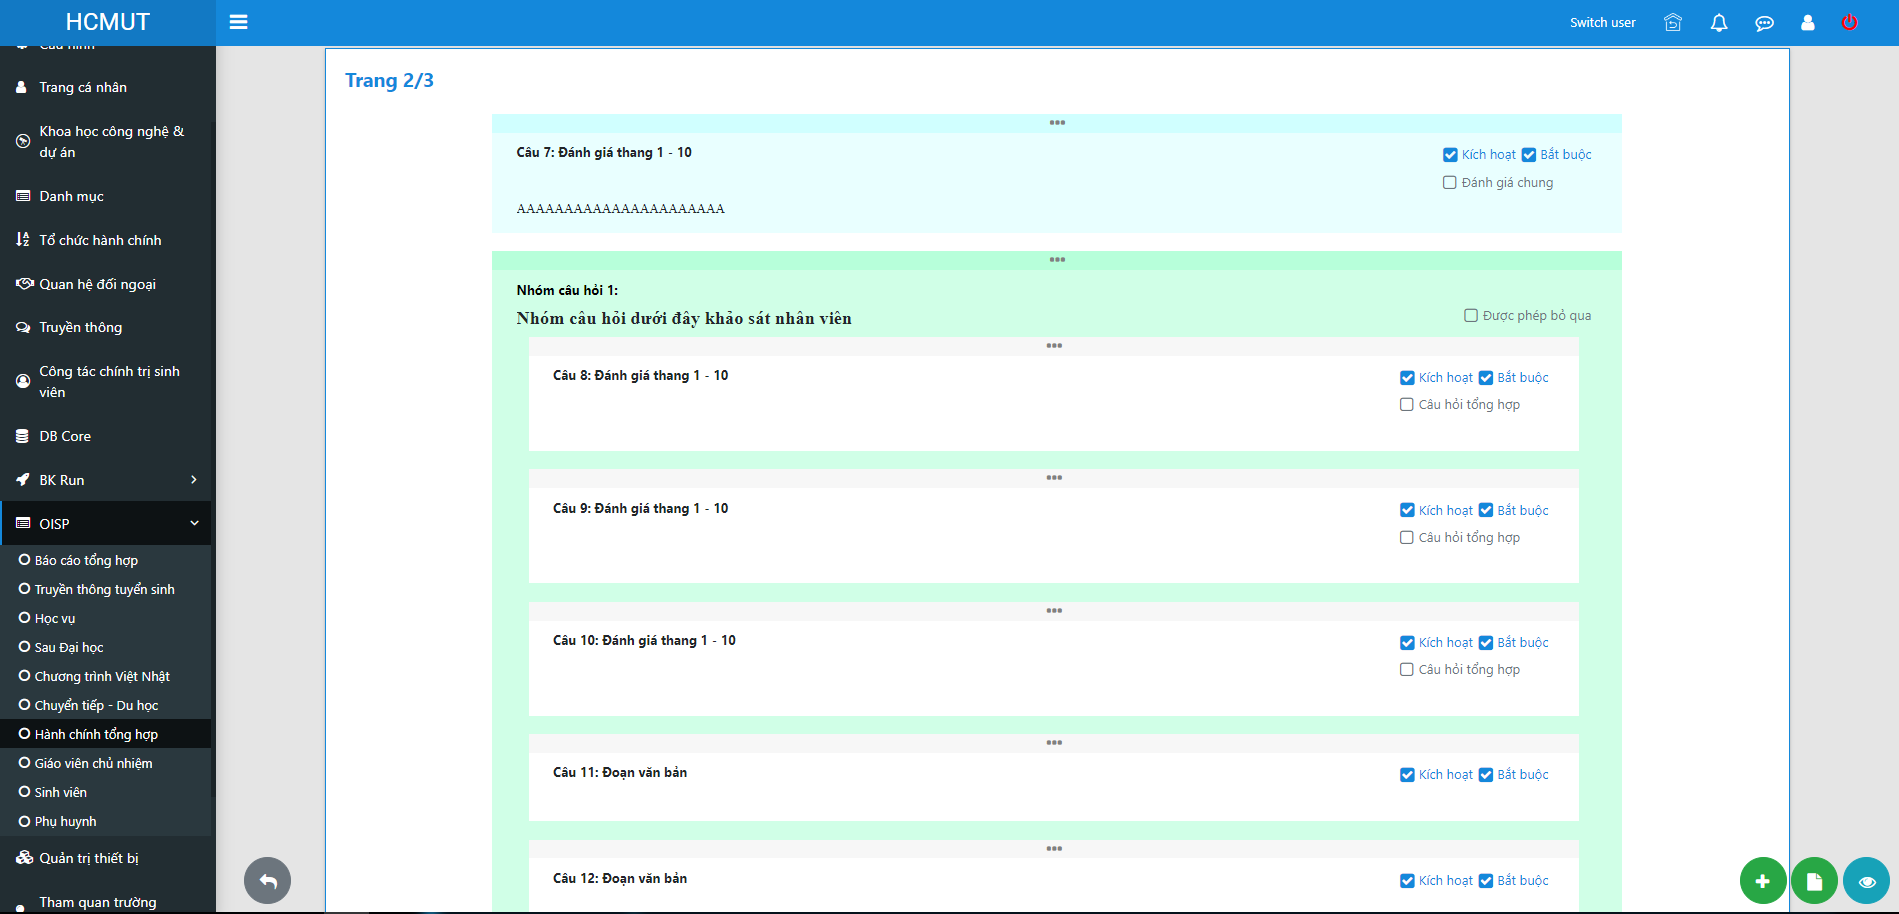 HCMUT
Switch user
Cấu hình
Trang cá nhân
Khoa học công nghệ &
dự án
Danh mục
Tổ chức hành chính
Quan hệ đối ngoại
Truyền thông
Công tác chính trị sinh
viên
DB Core
BK Run
OISP
Báo cáo tổng hợp
Truyền thông tuyển sinh
Học vụ
Sau Đại học
Chương trình Việt Nhật
Chuyển tiếp - Du học
Hành chính tổng hợp
Giáo viên chủ nhiệm
Sinh viên
Phụ huynh
Quản trị thiết bị
Tham quan trường
Trang 2/3
Câu 7: Đánh giá thang 1 - 10
Kích hoạt Bắt buộc
Đánh giá chung
AAAAAAAAAAAAAAAAAAAAAA
Nhóm câu hỏi 1:
Nhóm câu hỏi dưới đây khảo sát nhân viên
Được phép bỏ qua
Câu 8: Đánh giá thang 1 - 10
Kích hoạt Bắt buộc
Câu hỏi tổng hợp
Câu 9: Đánh giá thang 1 - 10
Kích hoạt Bắt buộc
Câu hỏi tổng hợp
Câu 10: Đánh giá thang 1 - 10
Kích hoạt Bắt buộc
Câu hỏi tổng hợp
Câu 11: Đoạn văn bản
Kích hoạt Bắt buộc
Câu 12: Đoạn văn bản
Kích hoạt Bắt buộc